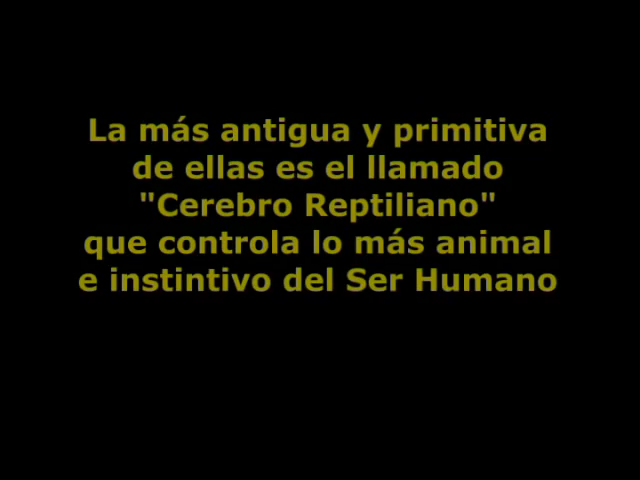 La más antigua y primitiva
de ellas es el llamado
"Cerebro Reptiliano"
que controla lo más animal
e instintivo del Ser Humano